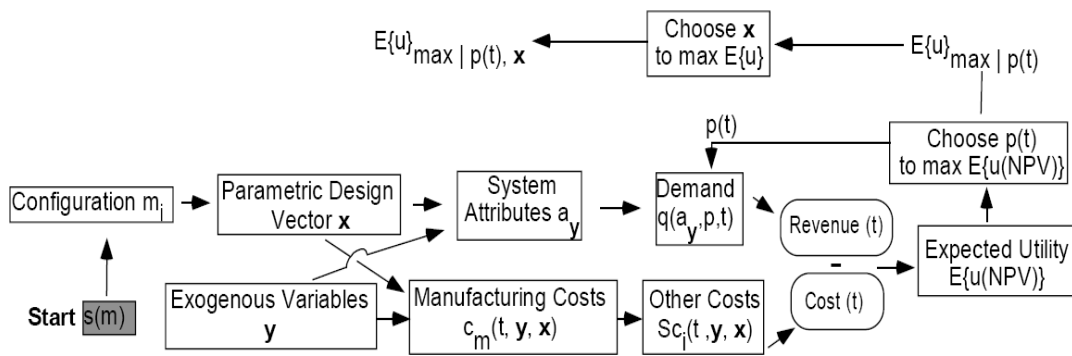 E{u}max | p(t), x
Choose x
to max E{u}
E{u}max | p(t)
p(t)
Choose p(t)
to max E{u(NPV)}
Configuration mi
Parametric Design
Vector x
System
Attributes ay
Demand
q(ay,p,t)
Revenue (t)
-
Cost (t)
Expected Utility
E{u(NPV)}
Start s(m)
Exogenous Variables
y
Manufacturing Costs
cm(t, y, x)
Other Costs
Sci(t ,y, x)